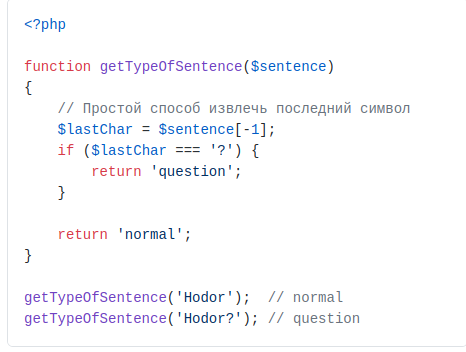 <?php

function getTypeOfSentence($sentence)
{
    // Простой способ извлечь последний символ
    $lastChar = $sentence[-1];
    if ($lastChar === '?') {
        return 'question';
    }

    return 'normal';
}

getTypeOfSentence('Hodor');  // normal
getTypeOfSentence('Hodor?'); // question